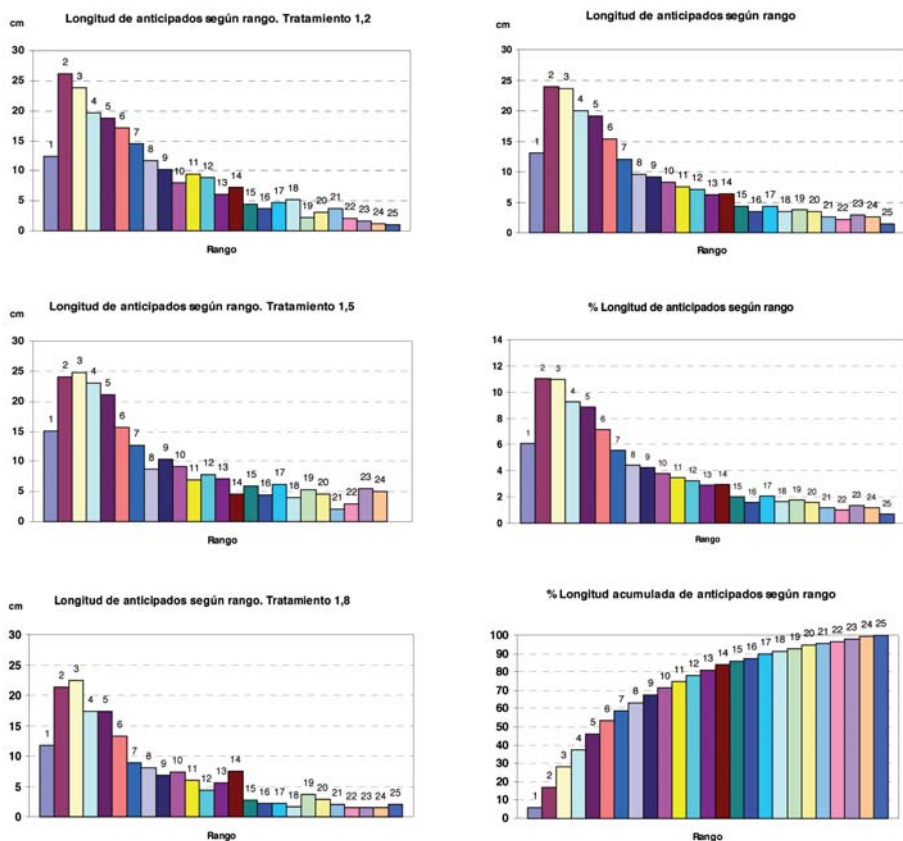 cm
Longitud de anticipados según rango. Tratamiento 1,2
30
25
20
15
10
5
0
1 2 3 4 5 6 7 8 9 10 11 12 13 14 15 16 17 18 19 20 21 22 23 24 25
Rango
cm
Longitud de anticipados según rango
30
25
20
15
10
5
0
1 2 3 4 5 6 7 8 9 10 11 12 13 14 15 16 17 18 19 20 21 22 23 24 25
Rango
cm
Longitud de anticipados según rango. Tratamiento 1,5
30
25
20
15
10
5
0
1 2 3 4 5 6 7 8 9 10 11 12 13 14 15 16 17 18 19 20 21 22 23 24
Rango
% Longitud de anticipados según rango
14
12
10
8
6
4
2
0
1 2 3 4 5 6 7 8 9 10 11 12 13 14 15 16 17 18 19 20 21 22 23 24 25
Rango
cm
Longitud de anticipados según rango. Tratamiento 1,8
30
25
20
15
10
5
0
1 2 3 4 5 6 7 8 9 10 11 12 13 14 15 16 17 18 19 20 21 22 23 24 25
Rango
% Longitud acumulada de anticipados según rango
100
90
80
70
60
50
40
30
20
10
0
1 2 3 4 5 6 7 8 9 10 11 12 13 14 15 16 17 18 19 20 21 22 23 24 25
Rango